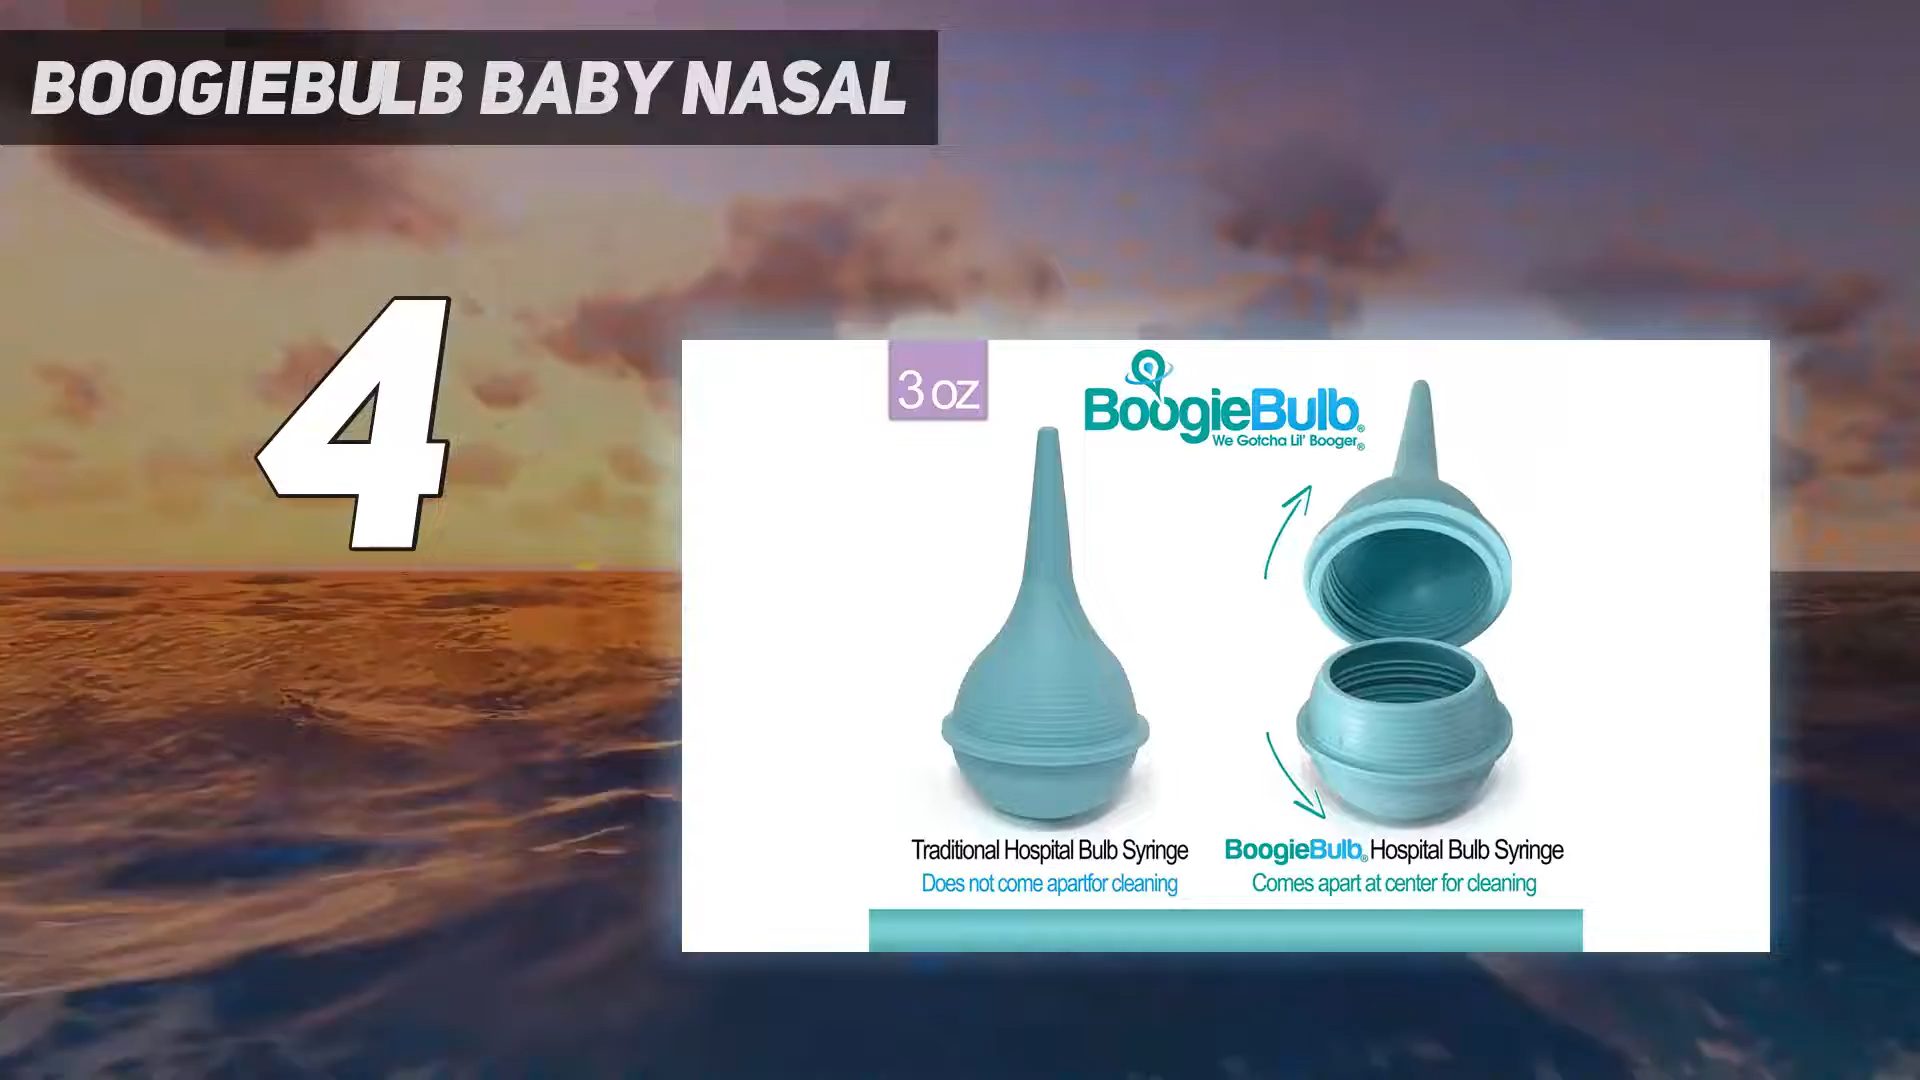 BOOGIEBULB BABY NASAL
4
3 oz
BoogieBulb®
We Gotcha Lil' Booger®
Traditional Hospital Bulb Syringe
Does not come apartfor cleaning
BoogieBulb® Hospital Bulb Syringe
Comes apart at center for cleaning